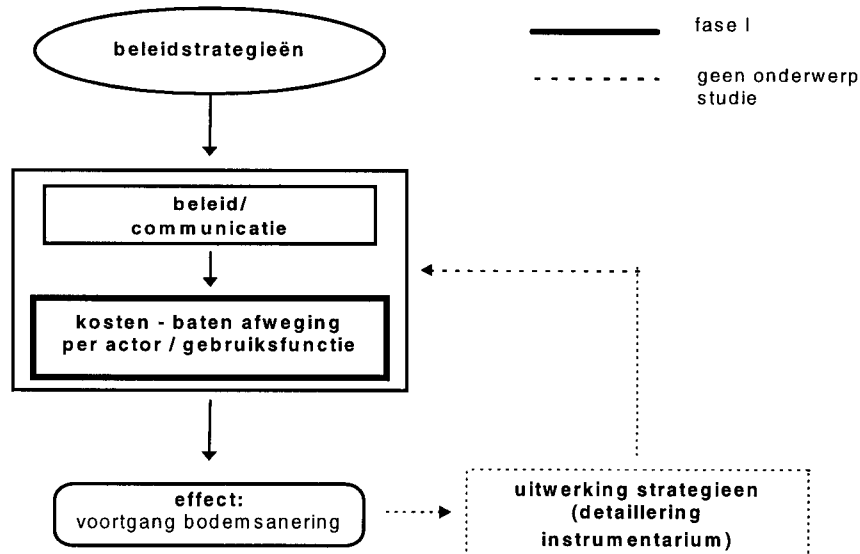 beleidstrategieën
fase I
geen onderwerp
studie
beleid/
communicatie
kosten - baten afweging
per actor / gebruiksfunctie
effect:
voortgang bodemsanering
uitwerking strategieen
(detaillering
instrumentarium)